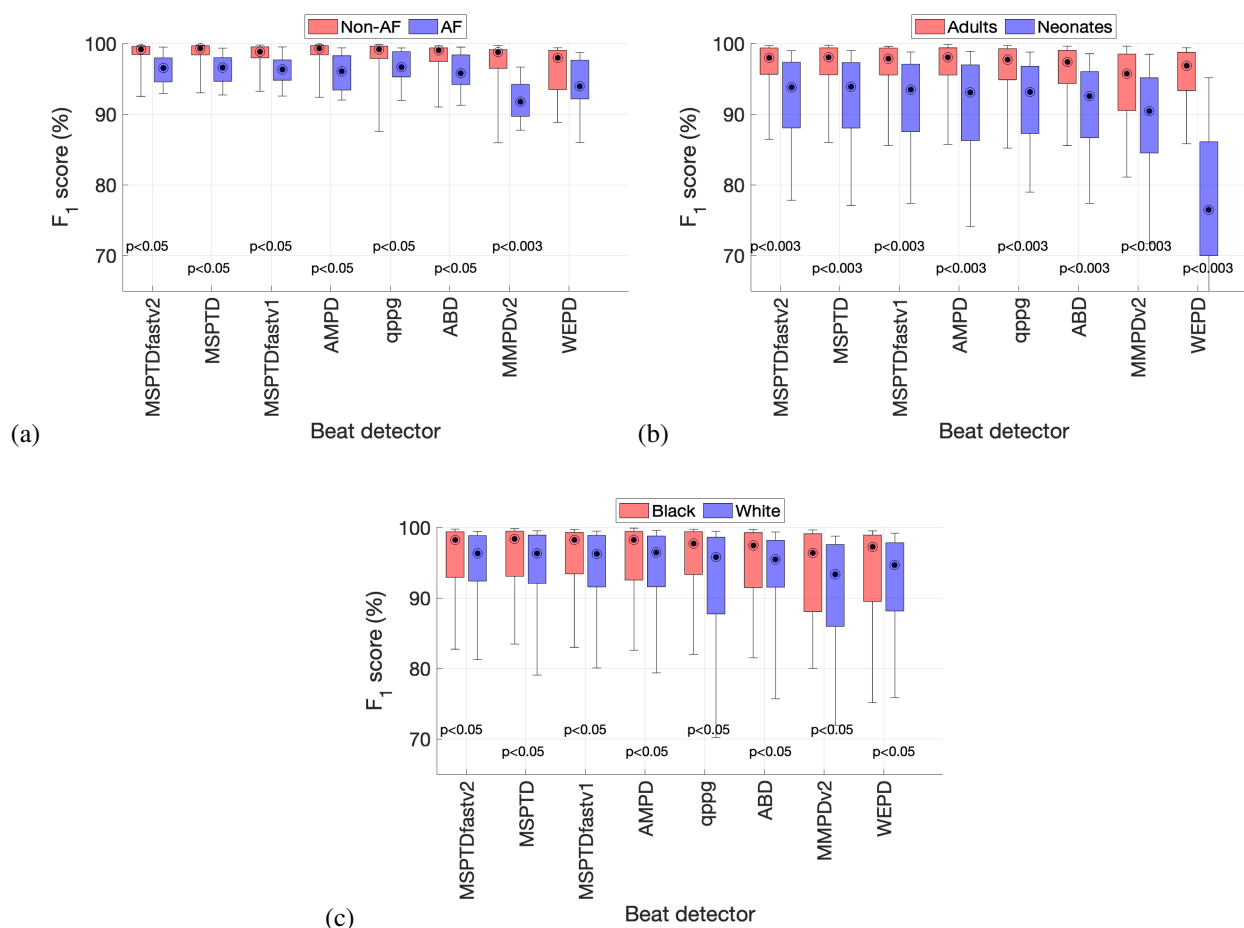 Non-AF AF
100
90
80
70
F1 score (%)
p<0.05 p<0.05 p<0.05 p<0.003
p<0.05 p<0.05 p<0.05
MSPTDfastv2
MSPTD
MSPTDfastv1
AMPD
qppg
ABD
MMPDv2
WEPD
Beat detector
(a)
Adults Neonates
100
90
80
70
F1 score (%)
p<0.003 p<0.003 p<0.003 p<0.003
p<0.003 p<0.003 p<0.003 p<0.003
MSPTDfastv2
MSPTD
MSPTDfastv1
AMPD
qppg
ABD
MMPDv2
WEPD
Beat detector
(b)
Black White
100
90
80
70
F1 score (%)
p<0.05 p<0.05 p<0.05 p<0.05
p<0.05 p<0.05 p<0.05 p<0.05
MSPTDfastv2
MSPTD
MSPTDfastv1
AMPD
qppg
ABD
MMPDv2
WEPD
Beat detector
(c)